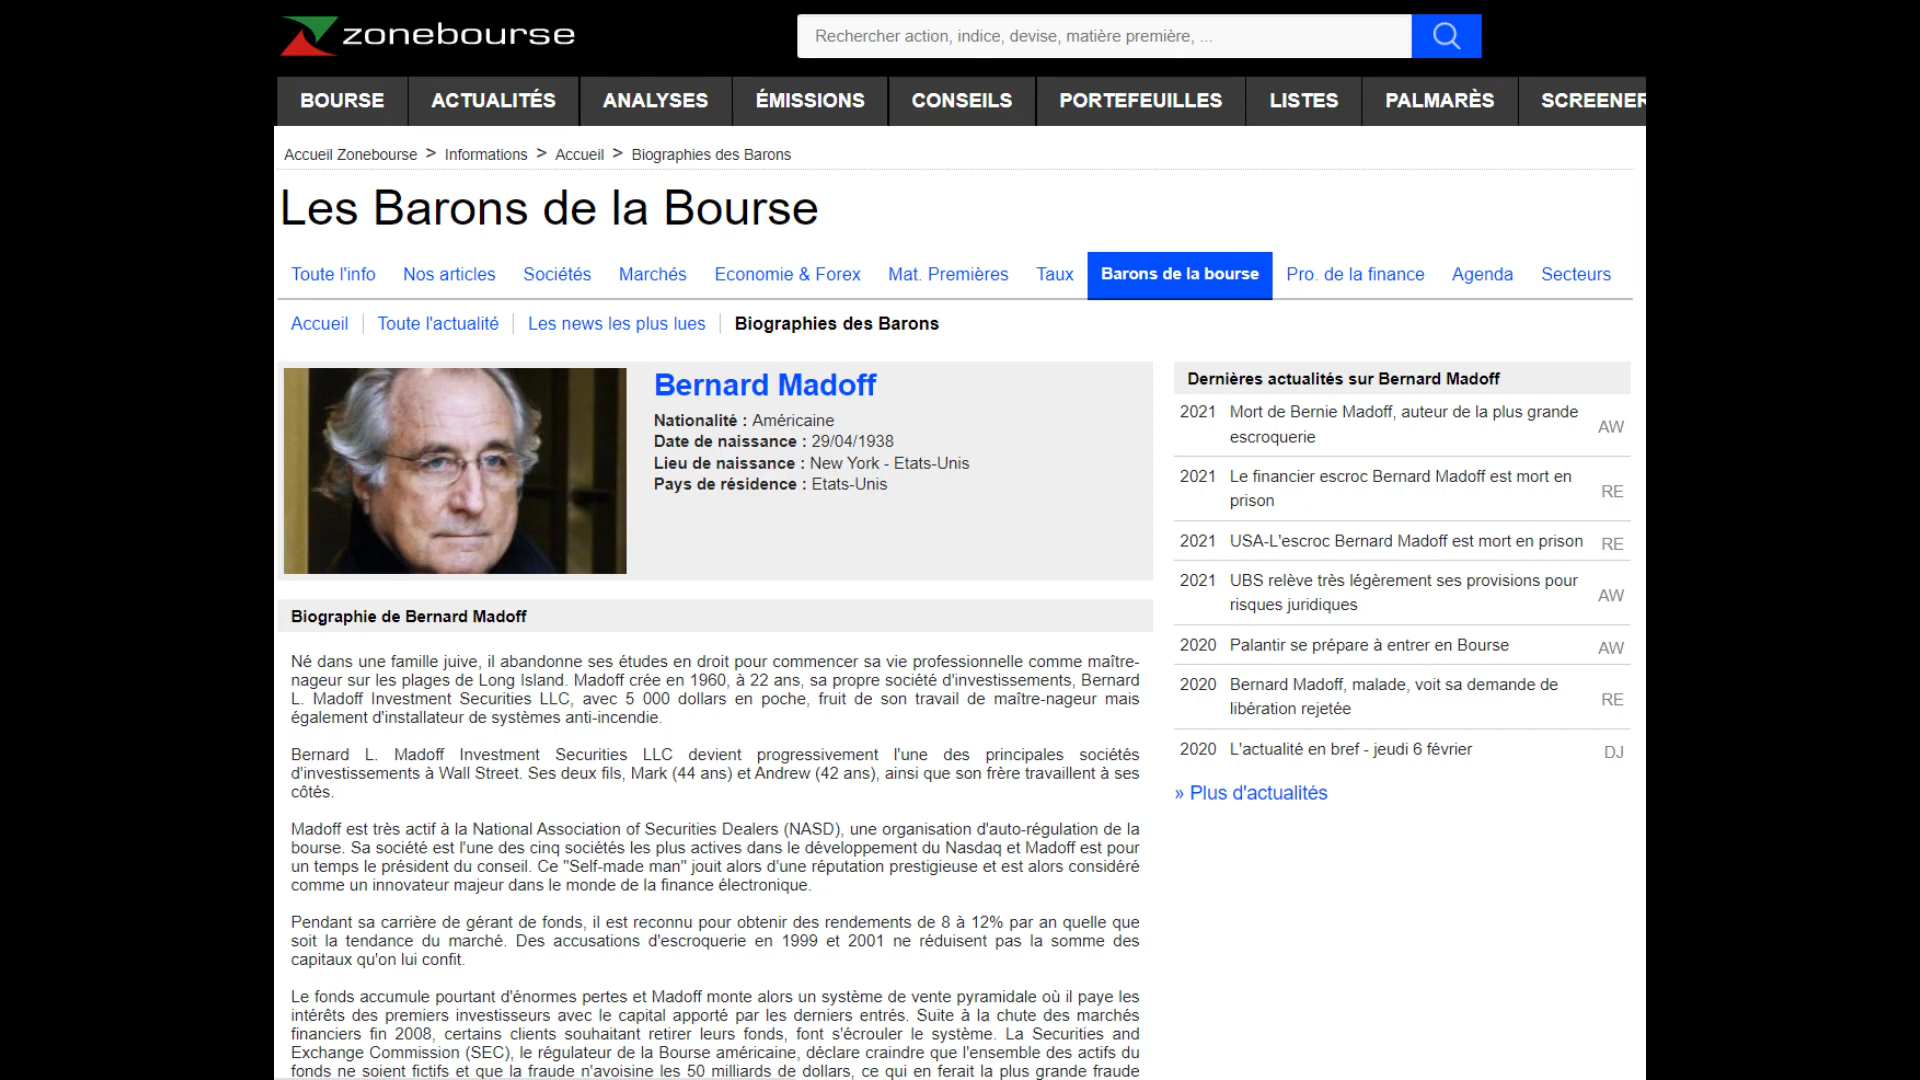 zonebourse
Rechercher action, indice, devise, matière première, ...
BOURSE
ACTUALITÉS
ANALYSES
ÉMISSIONS
CONSEILS
PORTEFEUILLES
LISTES
PALMARÈS
SCREENER
Accueil Zonebourse > Informations > Accueil > Biographies des Barons
Les Barons de la Bourse
Toute l'info
Nos articles
Sociétés
Marchés
Economie & Forex
Mat. Premières
Taux
Barons de la bourse
Pro. de la finance
Agenda
Secteurs
Accueil
Toute l'actualité
Les news les plus lues
Biographies des Barons
Bernard Madoff
Nationalité : Américaine
Date de naissance : 29/04/1938
Lieu de naissance : New York - Etats-Unis
Pays de résidence : Etats-Unis
Biographie de Bernard Madoff
Né dans une famille juive, il abandonne ses études en droit pour commencer sa vie professionnelle comme maître-
nageur sur les plages de Long Island. Madoff crée en 1960, à 22 ans, sa propre société d'investissements, Bernard
L. Madoff Investment Securities LLC, avec 5 000 dollars en poche, fruit de son travail de maître-nageur mais
également d'installateur de systèmes anti-incendie.
Bernard L. Madoff Investment Securities LLC devient progressivement l'une des principales sociétés
d'investissements à Wall Street. Ses deux fils, Mark (44 ans) et Andrew (42 ans), ainsi que son frère travaillent à ses
côtés.
Madoff est très actif à la National Association of Securities Dealers (NASD), une organisation d'auto-régulation de la
bourse. Sa société est l'une des cinq sociétés les plus actives dans le développement du Nasdaq et Madoff est pour
un temps le président du conseil. Ce "Self-made man" jouit alors d'une réputation prestigieuse et est alors considéré
comme un innovateur majeur dans le monde de la finance électronique.
Pendant sa carrière de gérant de fonds, il est reconnu pour obtenir des rendements de 8 à 12% par an quelle que
soit la tendance du marché. Des accusations d'escroquerie en 1999 et 2001 ne réduisent pas la somme des
capitaux qu'on lui confit.
Le fonds accumule pourtant d'énormes pertes et Madoff monte alors un système de vente pyramidale où il paye les
intérêts des premiers investisseurs avec le capital apporté par les derniers entrés. Suite à la chute des marchés
financiers fin 2008, certains clients souhaitant retirer leurs fonds, font s'écrouler le système. La Securities and
Exchange Commission (SEC), le régulateur de la Bourse américaine, déclare craindre que l'ensemble des actifs du
fonds ne soient fictifs et que la fraude n'avoisine les 50 milliards de dollars, ce qui en ferait la plus grande fraude
Dernières actualités sur Bernard Madoff
2021 Mort de Bernie Madoff, auteur de la plus grande
escroquerie AW
2021 Le financier escroc Bernard Madoff est mort en
prison RE
2021 USA-L'escroc Bernard Madoff est mort en prison RE
2021 UBS relève très légèrement ses provisions pour
risques juridiques AW
2020 Palantir se prépare à entrer en Bourse AW
2020 Bernard Madoff, malade, voit sa demande de
libération rejetée RE
2020 L'actualité en bref - jeudi 6 février DJ
» Plus d'actualités